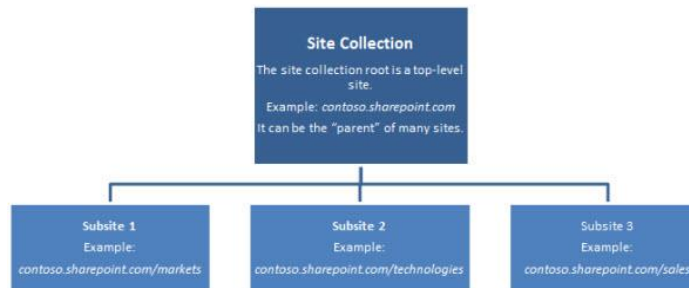 Site Collection
The site collection root is a top-level
site.
Example: contoso.sharepoint.com
It can be the “parent” of many sites.
Subsite 1
Example:
contoso.sharepoint.com/markets
Subsite 2
Example:
contoso.sharepoint.com/technologies
Subsite 3
Example:
contoso.sharepoint.com/sales